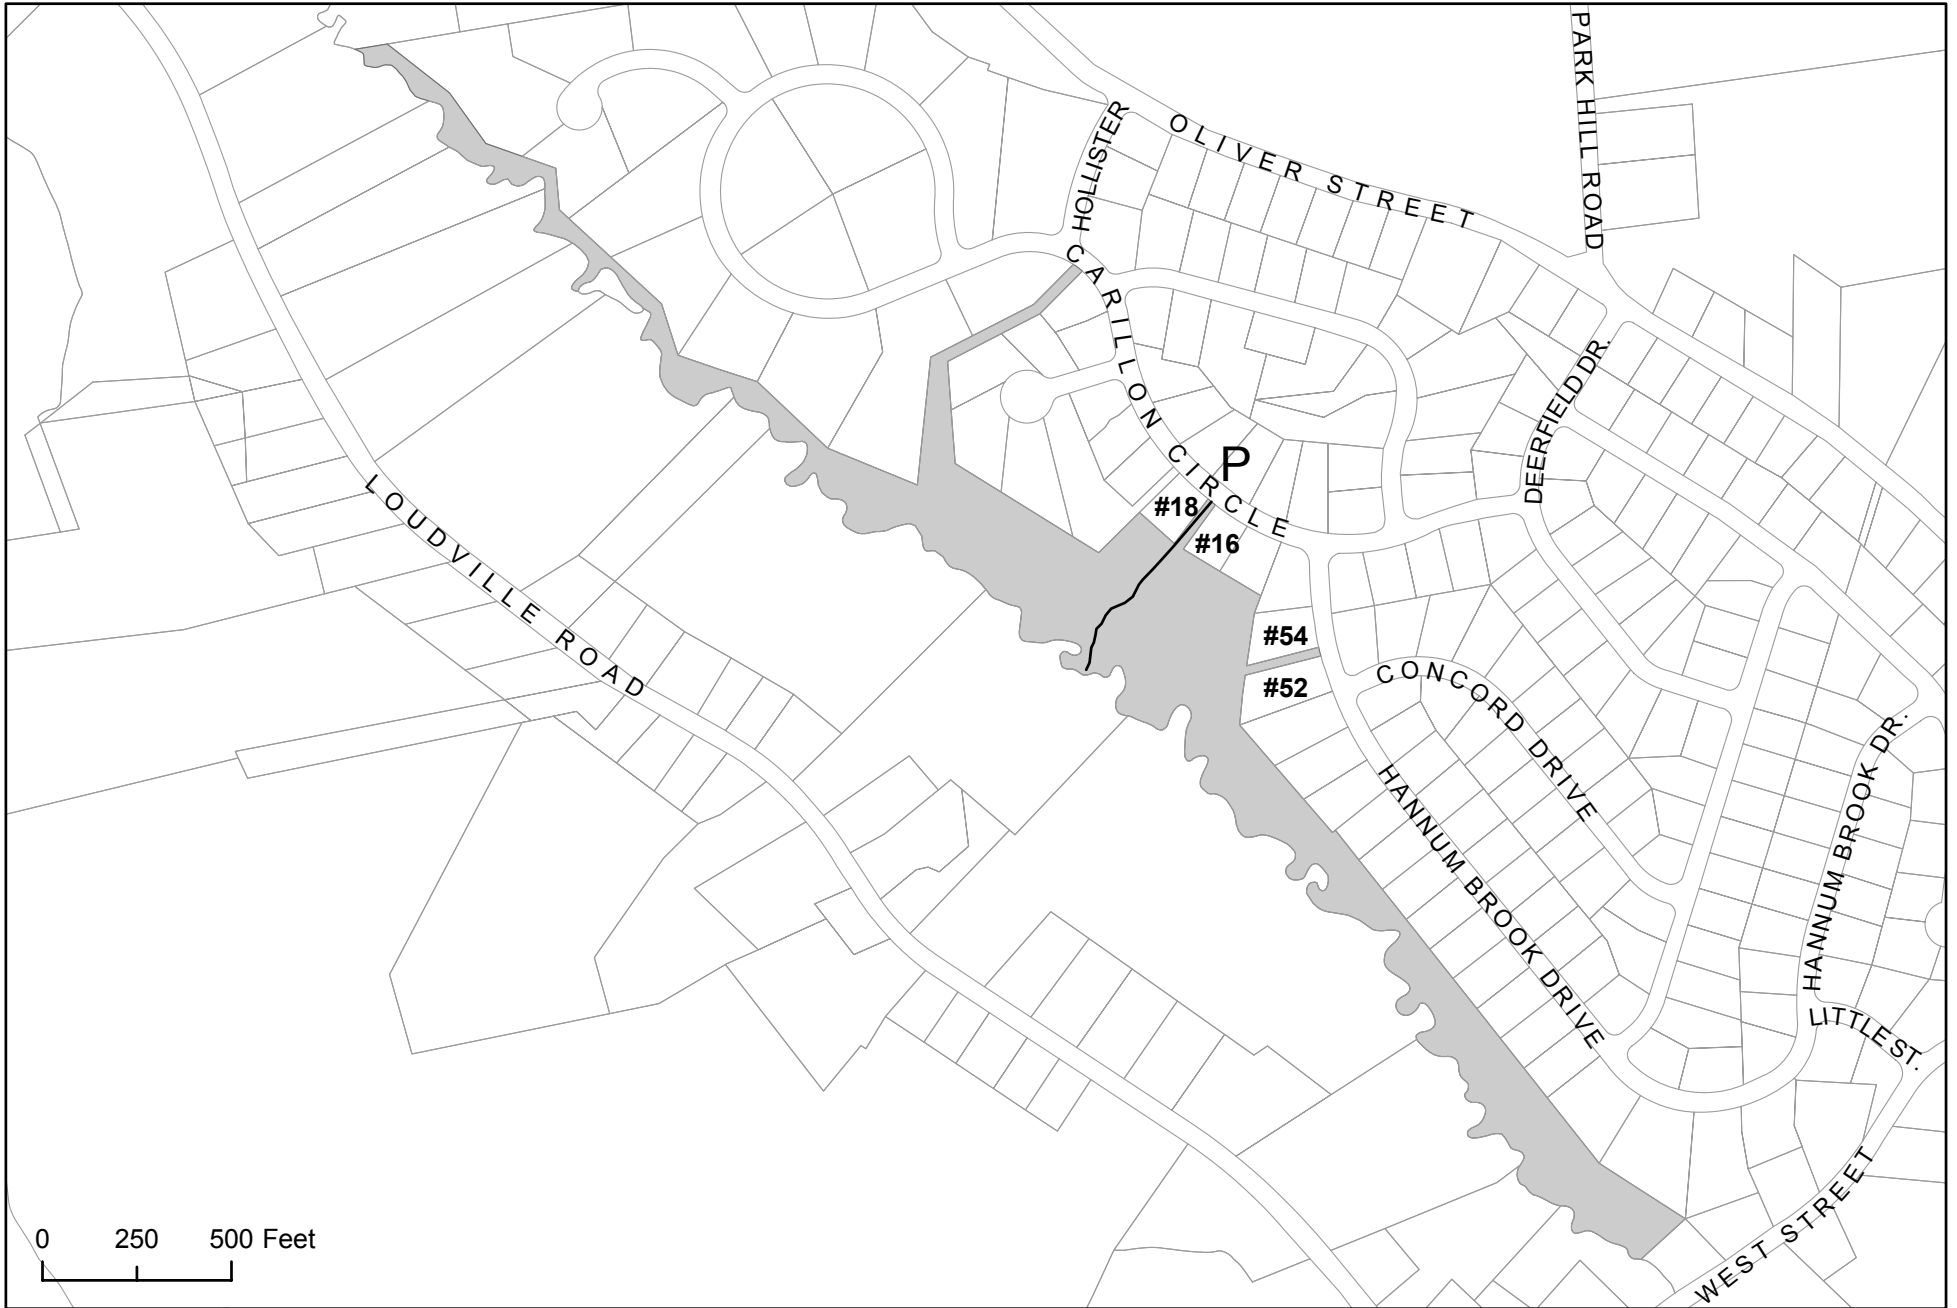 PARK HILL ROAD
OLIVER STREET
HOLLISTER
CARILLON CIRCLE
DEERFIELD DR.
P
#18
#16
LOUDVILLE ROAD
#54
#52
CONCORD DRIVE
HANNUM BROOK DR.
HANNUM BROOK DRIVE
LITTLE ST.
WEST STREET
0 250 500 Feet